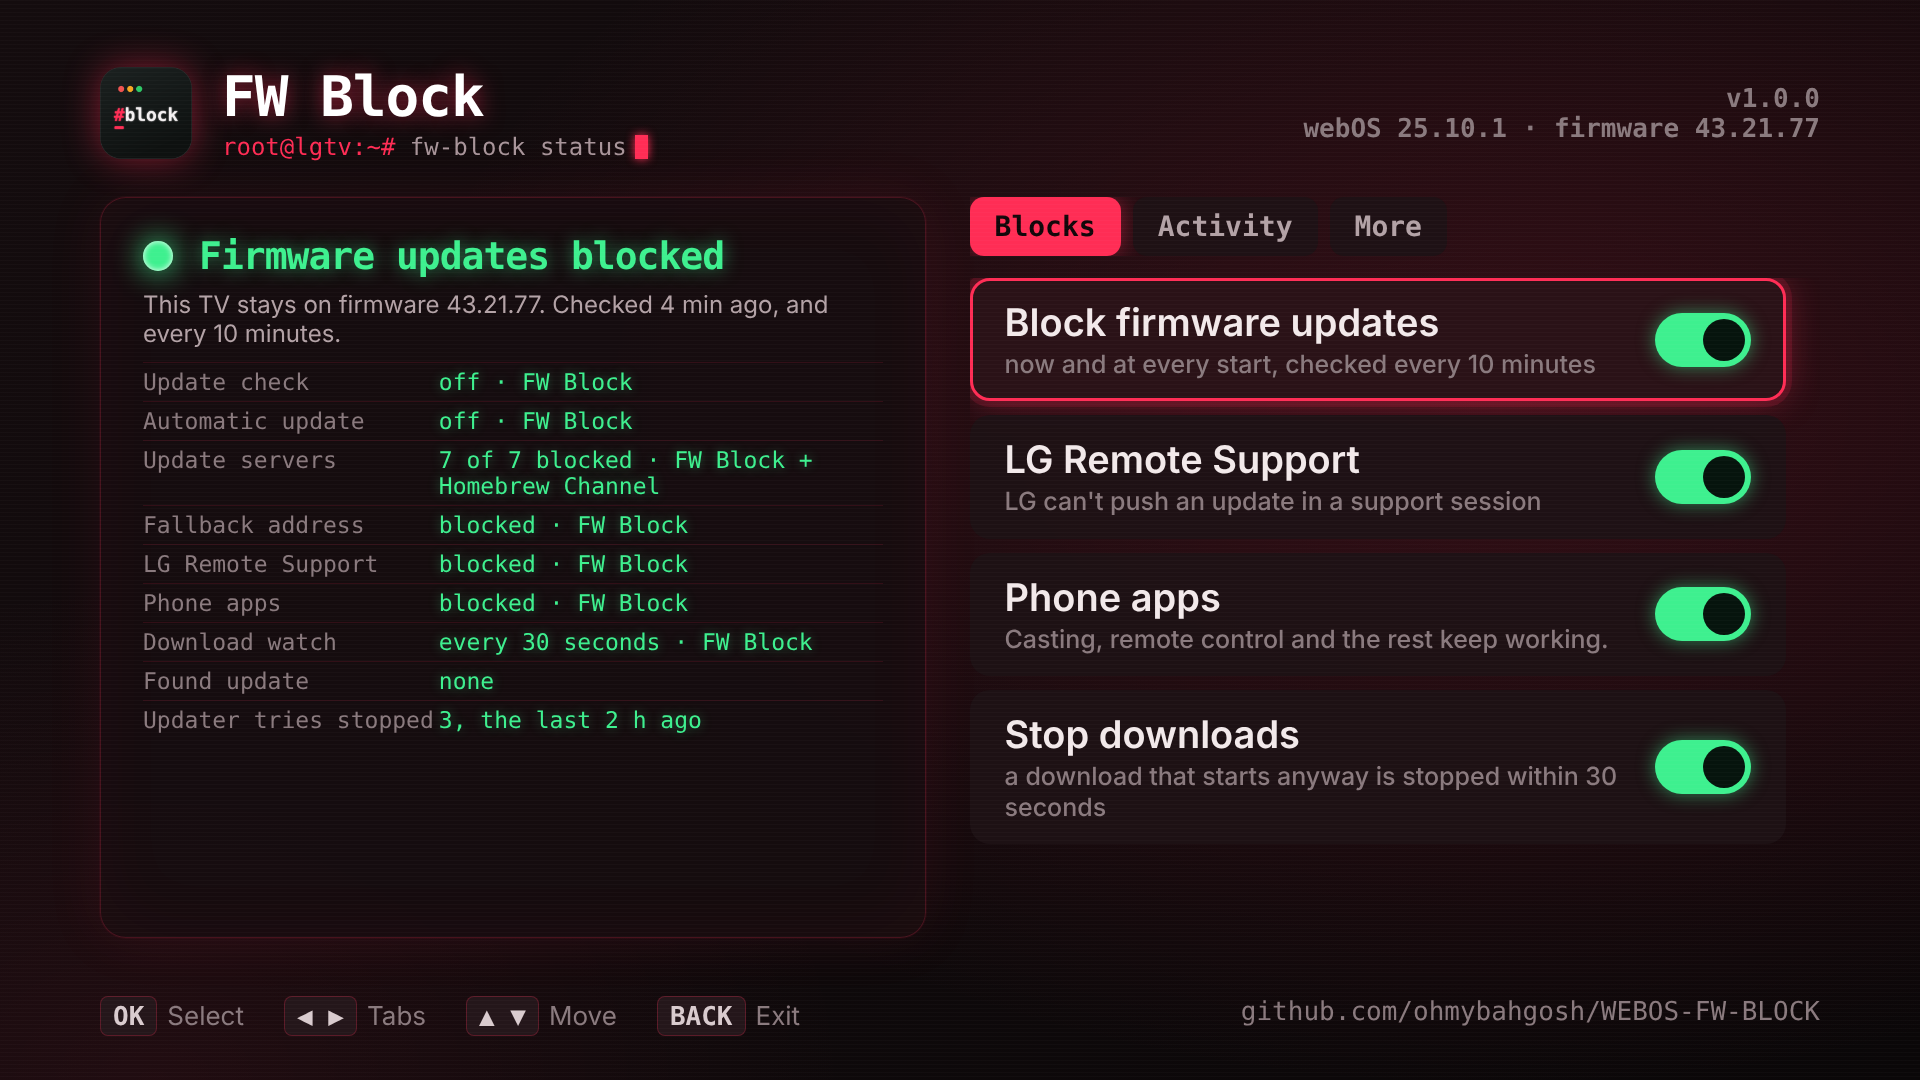 #block
FW Block
root@lgtv:~# fw-block status
v1.0.0
webOS 25.10.1 · firmware 43.21.77
Firmware updates blocked
This TV stays on firmware 43.21.77. Checked 4 min ago, and
every 10 minutes.
Update check off · FW Block
Automatic update off · FW Block
Update servers 7 of 7 blocked · FW Block +
Homebrew Channel
Fallback address blocked · FW Block
LG Remote Support blocked · FW Block
Phone apps blocked · FW Block
Download watch every 30 seconds · FW Block
Found update none
Updater tries stopped 3, the last 2 h ago
Blocks Activity More
Block firmware updates
now and at every start, checked every 10 minutes
LG Remote Support
LG can't push an update in a support session
Phone apps
Casting, remote control and the rest keep working.
Stop downloads
a download that starts anyway is stopped within 30
seconds
OK Select ◀ ▶ Tabs ▲ ▼ Move BACK Exit
github.com/ohmybahgosh/WEBOS-FW-BLOCK